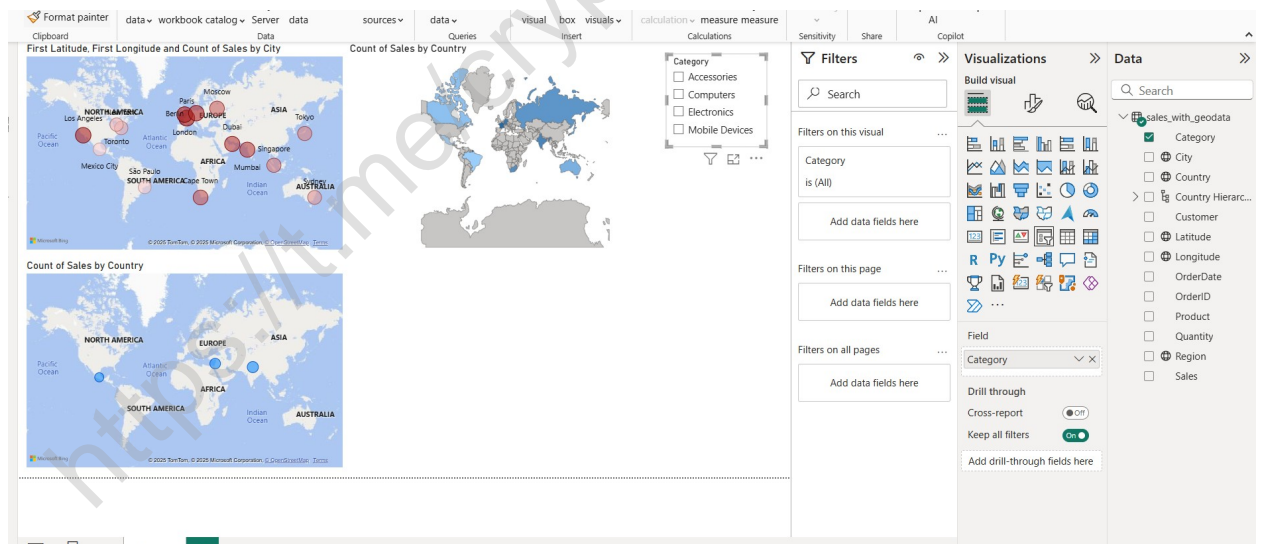 Format painter
data workbook catalog Server data
sources
data
visual box visuals
calculation measure measure
AI
Clipboard
Data
Queries
Insert
Calculations
Sensitivity
Share
Copilot
First Latitude, First Longitude and Count of Sales by City
Moscow
Paris
NORTH AMERICA
Los Angeles
Berlin
EUROPE
ASIA
Tokyo
Pacific
Ocean
Toronto
Atlantic
Ocean
London
Dubai
Singapore
Mexico City
AFRICA
Mumbai
São Paulo
SOUTH AMERICA
Cape Town
Indian
Ocean
Sydney
AUSTRALIA
Microsoft Bing
© 2025 TomTom, © 2025 Microsoft Corporation, © OpenStreetMap Terms
Count of Sales by Country
Category
Accessories
Computers
Electronics
Mobile Devices
Count of Sales by Country
NORTH AMERICA
EUROPE
ASIA
Pacific
Ocean
Atlantic
Ocean
AFRICA
SOUTH AMERICA
Indian
Ocean
AUSTRALIA
Microsoft Bing
© 2025 TomTom, © 2025 Microsoft Corporation, © OpenStreetMap Terms
Filters
Search
Filters on this visual ...
Category
is (All)
Add data fields here
Filters on this page ...
Add data fields here
Filters on all pages ...
Add data fields here
Visualizations
Build visual
123
R Py
...
Field
Category
Drill through
Cross-report Off
Keep all filters On
Add drill-through fields here
Data
Search
sales_with_geodata
Category
City
Country
Country Hierarc...
Customer
Latitude
Longitude
OrderDate
OrderID
Product
Quantity
Region
Sales